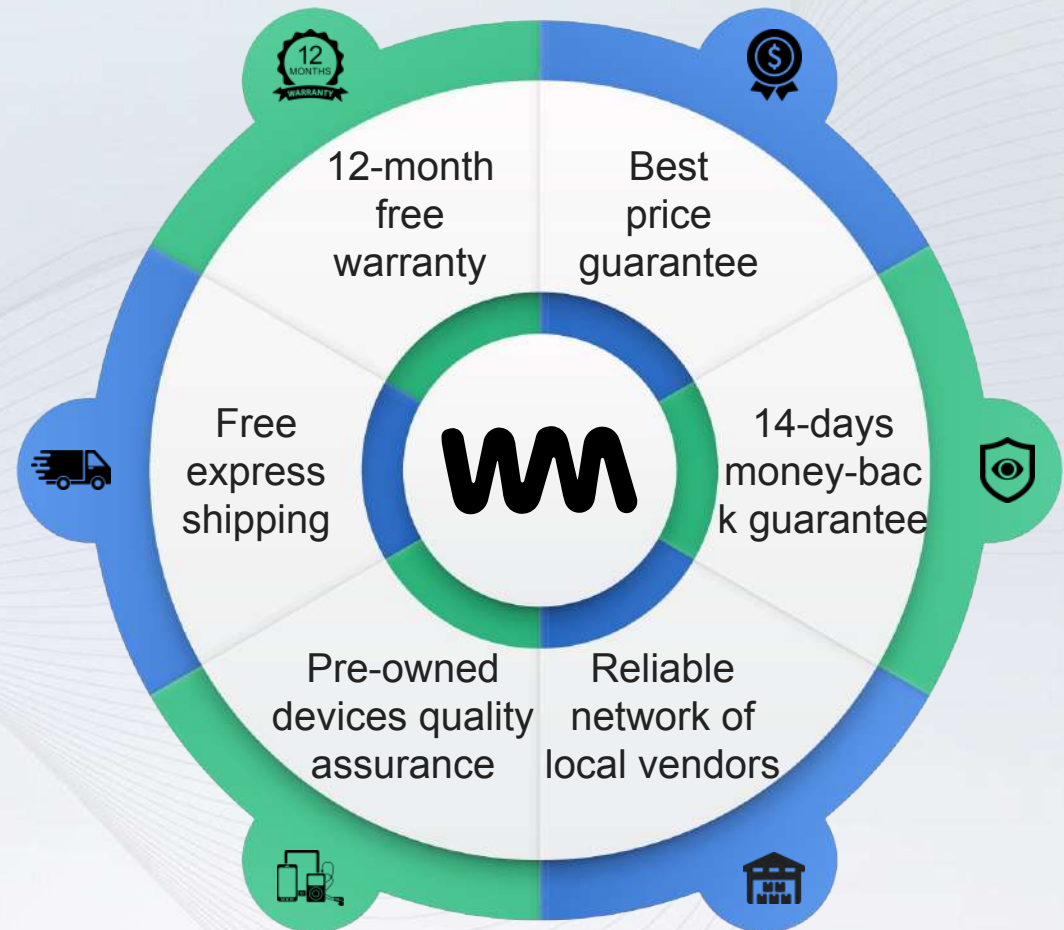 12
MONTHS
WARRANTY
$
12-month
free
warranty
Best
price
guarantee
Free
express
shipping
wm
14-days
money-bac
k guarantee
Pre-owned
devices quality
assurance
Reliable
network of
local vendors